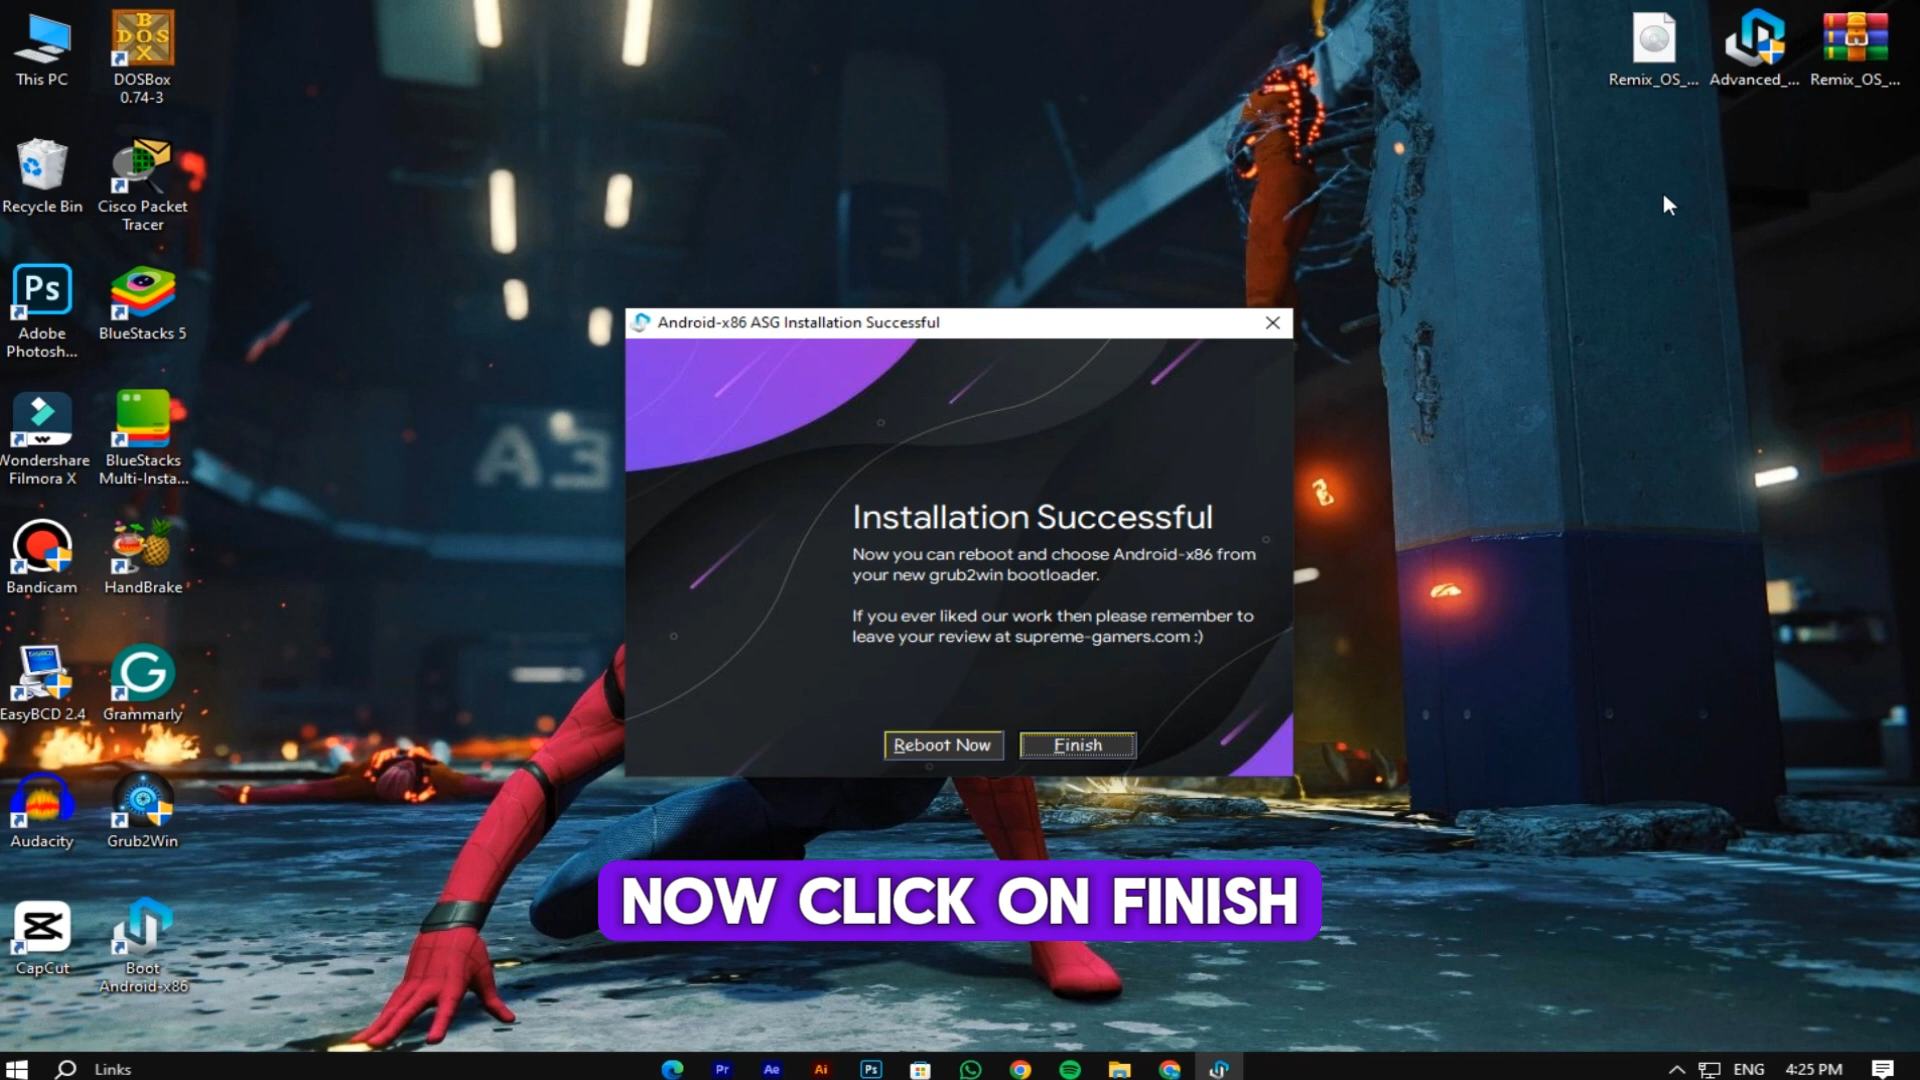 This PC
DOSBox
0.74-3
Recycle Bin
Cisco Packet
Tracer
Adobe
Photosh...
BlueStacks 5
Wondershare
Filmora X
BlueStacks
Multi-Insta...
Bandicam
HandBrake
EasyBCD 2.4
Grammarly
Audacity
Grub2Win
CapCut
Boot
Android-x86
Remix_OS_...
Advanced_...
Remix_OS_...
B
DOS
X
Ps
A3
3
Android-x86 ASG Installation Successful
Installation Successful
Now you can reboot and choose Android-x86 from
your new grub2win bootloader.
If you ever liked our work then please remember to
leave your review at supreme-gamers.com :)
Reboot Now
Finish
NOW CLICK ON FINISH
Links
Pr
Ae
Ai
Ps
ENG
4:25 PM